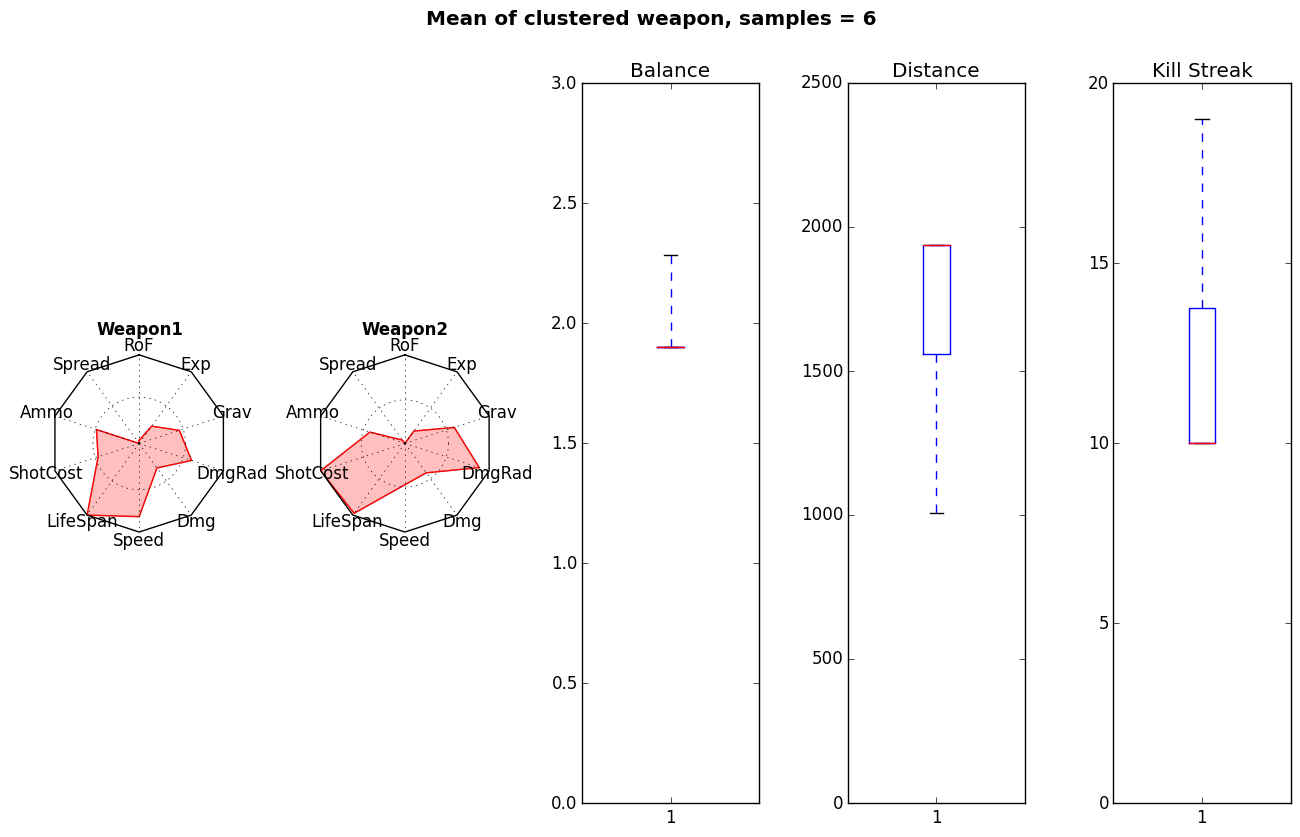 Mean of clustered weapon, samples = 6
Weapon1
RoF
Exp
Spread
Grav
Ammo
DmgRad
ShotCost
Dmg
LifeSpan
Speed
Weapon2
RoF
Exp
Spread
Grav
Ammo
DmgRad
ShotCost
Dmg
LifeSpan
Speed
Balance
3.0
2.5
2.0
1.5
1.0
0.5
0.0
1
Distance
2500
2000
1500
1000
500
0
1
Kill Streak
20
15
10
5
0
1